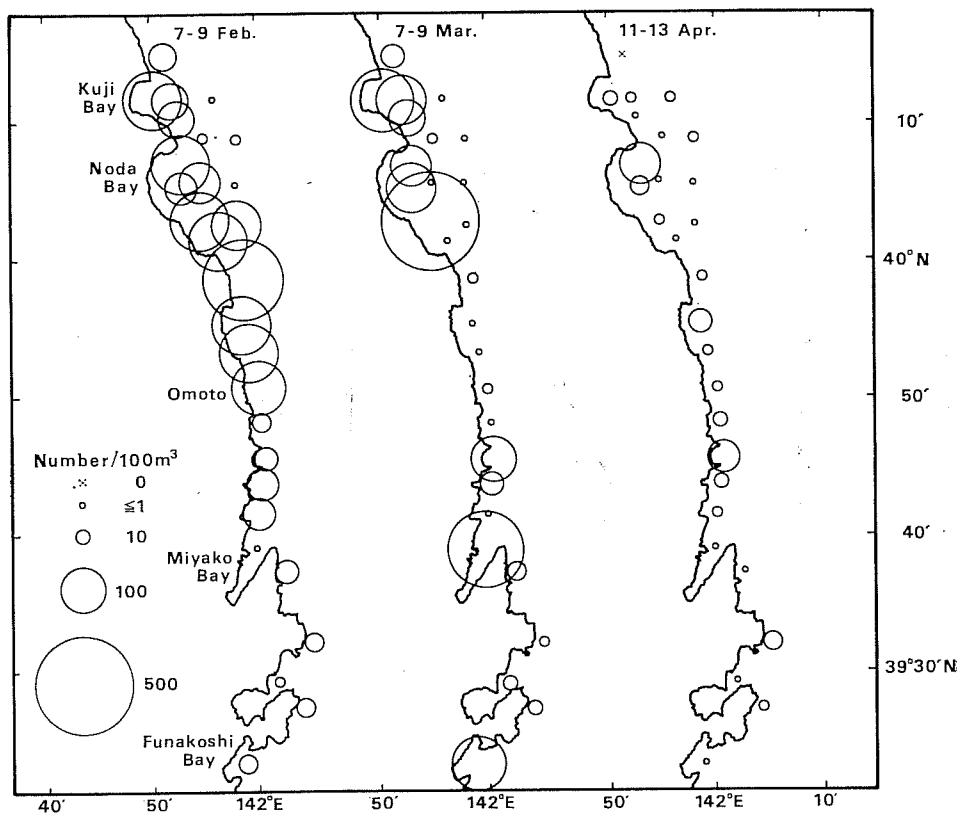 7-9 Feb.
7-9 Mar.
11-13 Apr.
Kuji
Bay
10′
Noda
Bay
40°N
Omoto
50′
Number/100m³
0
≦1
10
40′
Miyako
Bay
100
39°30′N
500
Funakoshi
Bay
40′ 50′ 142°E 50′ 142°E 50′ 142°E 10′